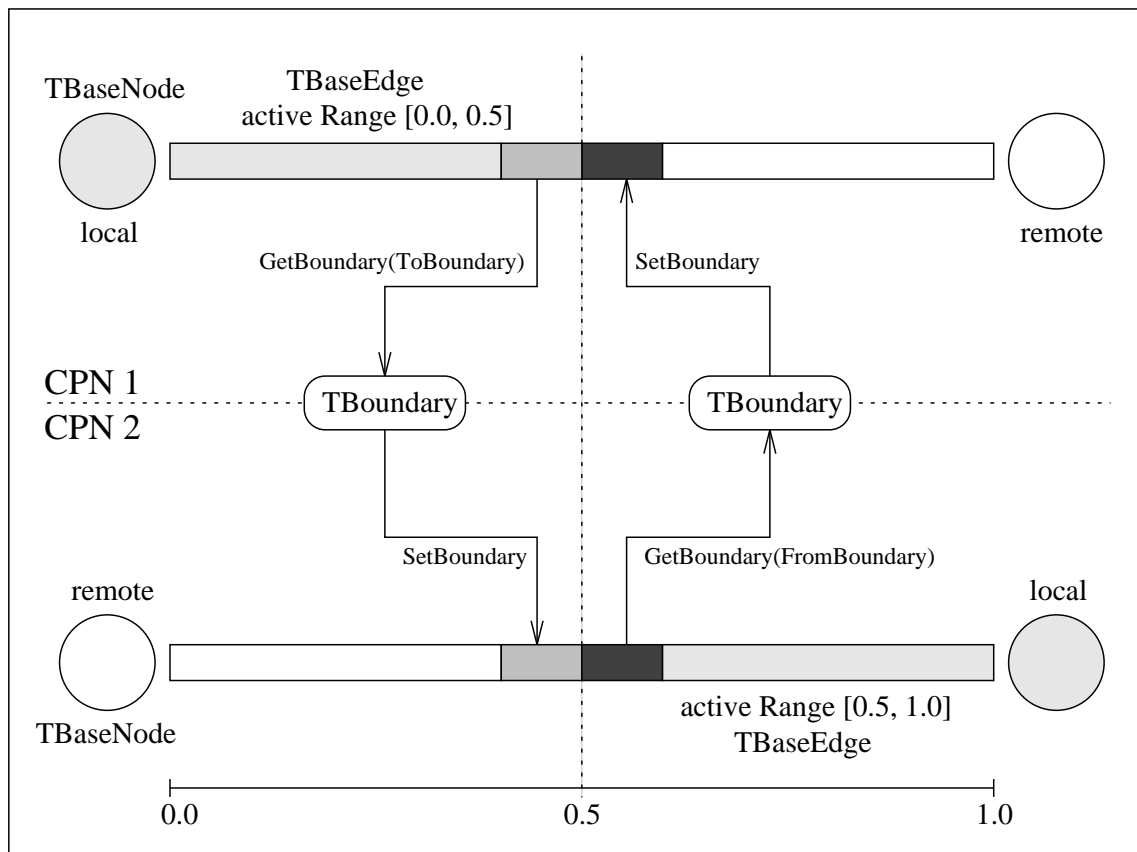 TBaseEdge
TBaseNode
active Range [0.0, 0.5]
local
remote
GetBoundary(ToBoundary)
SetBoundary
CPN 1
TBoundary
TBoundary
CPN 2
SetBoundary
GetBoundary(FromBoundary)
remote
local
TBaseNode
active Range [0.5, 1.0]
TBaseEdge
0.0
0.5
1.0